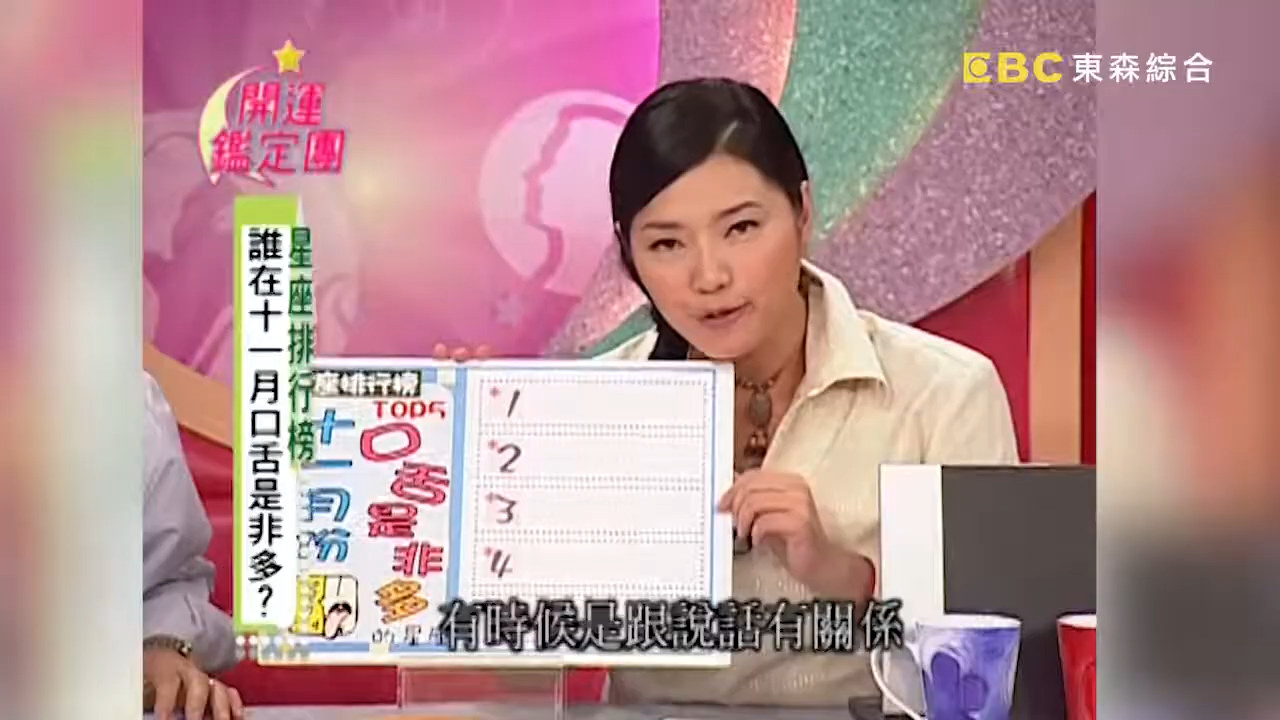 EBC 東森綜合
開運
鑑定團
星座排行榜
誰在十一月口舌是非多？
座排行榜
TOP5
十一月份
口舌是非
多
的星座
*1
*2
*3
*4
有時候是跟說話有關係